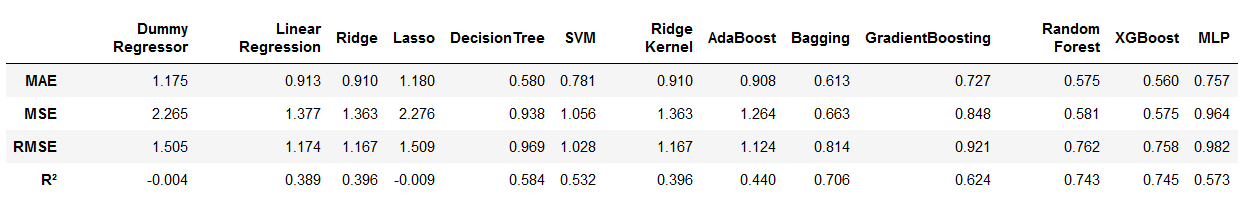 Dummy Regressor Linear Regression Ridge Lasso DecisionTree SVM Ridge Kernel AdaBoost Bagging GradientBoosting Random Forest XGBoost MLP
MAE 1.175 0.913 0.910 1.180 0.580 0.781 0.910 0.908 0.613 0.727 0.575 0.560 0.757
MSE 2.265 1.377 1.363 2.276 0.938 1.056 1.363 1.264 0.663 0.848 0.581 0.575 0.964
RMSE 1.505 1.174 1.167 1.509 0.969 1.028 1.167 1.124 0.814 0.921 0.762 0.758 0.982
R² -0.004 0.389 0.396 -0.009 0.584 0.532 0.396 0.440 0.706 0.624 0.743 0.745 0.573